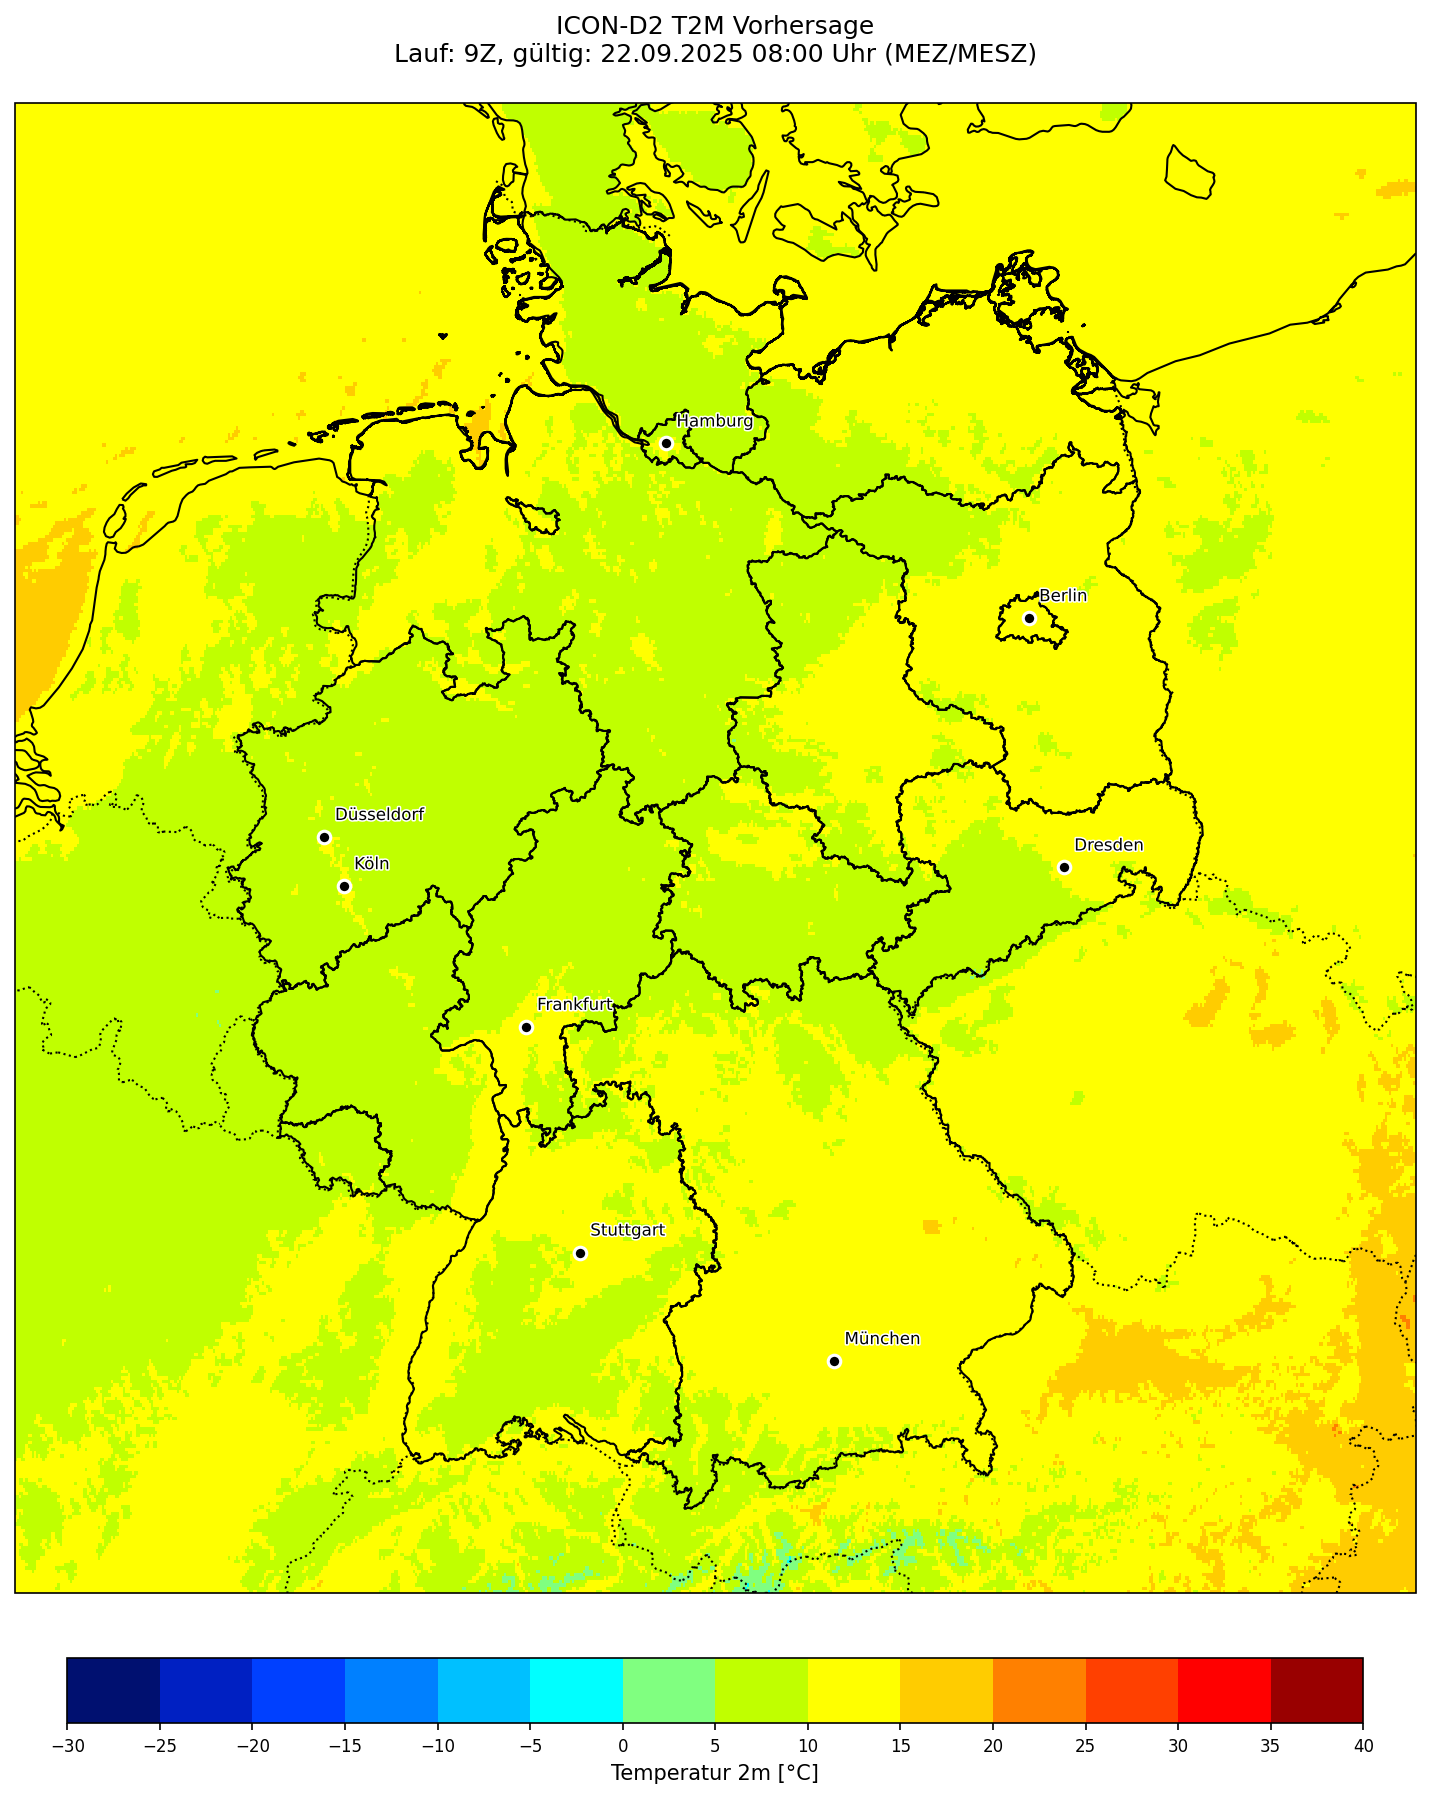 ICON-D2 T2M Vorhersage
Lauf: 9Z, gültig: 22.09.2025 08:00 Uhr (MEZ/MESZ)
Hamburg
Berlin
Düsseldorf
Köln
Dresden
Frankfurt
Stuttgart
München
−30 −25 −20 −15 −10 −5 0 5 10 15 20 25 30 35 40
Temperatur 2m [°C]